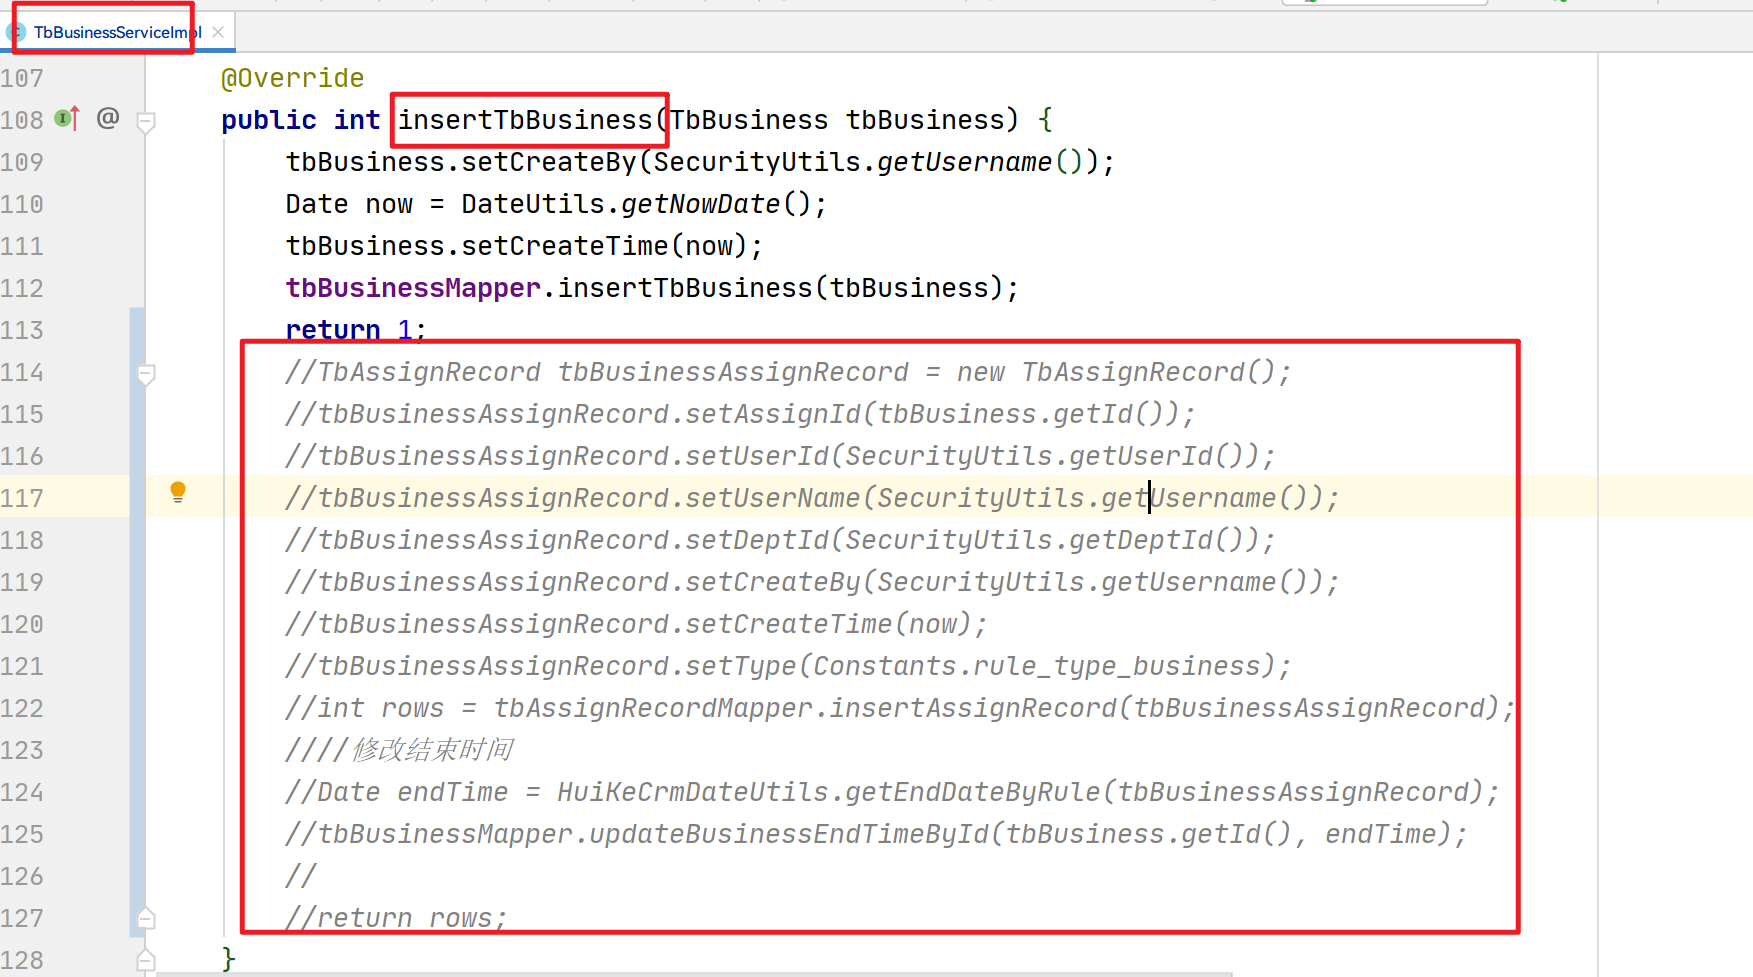 TbBusinessServiceImpl
107 @Override
108 @ public int insertTbBusiness(TbBusiness tbBusiness) {
109 tbBusiness.setCreateBy(SecurityUtils.getUsername());
110 Date now = DateUtils.getNowDate();
111 tbBusiness.setCreateTime(now);
112 tbBusinessMapper.insertTbBusiness(tbBusiness);
113 return 1;
114 //TbAssignRecord tbBusinessAssignRecord = new TbAssignRecord();
115 //tbBusinessAssignRecord.setAssignId(tbBusiness.getId());
116 //tbBusinessAssignRecord.setUserId(SecurityUtils.getUserId());
117 //tbBusinessAssignRecord.setUserName(SecurityUtils.getUsername());
118 //tbBusinessAssignRecord.setDeptId(SecurityUtils.getDeptId());
119 //tbBusinessAssignRecord.setCreateBy(SecurityUtils.getUsername());
120 //tbBusinessAssignRecord.setCreateTime(now);
121 //tbBusinessAssignRecord.setType(Constants.rule_type_business);
122 //int rows = tbAssignRecordMapper.insertAssignRecord(tbBusinessAssignRecord);
123 ////修改结束时间
124 //Date endTime = HuiKeCrmDateUtils.getEndDateByRule(tbBusinessAssignRecord);
125 //tbBusinessMapper.updateBusinessEndTimeById(tbBusiness.getId(), endTime);
126 //
127 //return rows;
128 }